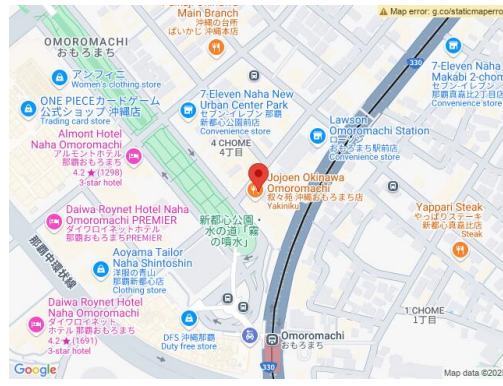 Map error: g.co/staticmaperro
Main Branch
沖縄の台所
ぱいかじ 沖縄本店
OMOROMACHI
おもろまち
アンフィニ
Women's clothing store
ONE PIECEカードゲーム
公式ショップ 沖縄店
Trading card store
7-Eleven Naha New
Urban Center Park
セブン-イレブン 那覇
新都心公園前店
Convenience store
330
7-Eleven Naha
Makabi 2-chom
セブン-イレブン
那覇真嘉比2丁目店
Convenience
Lawson
Omoromachi Station
ローソン
おもろまち駅前店
Convenience store
Almont Hotel
Naha Omoromachi
アルモントホテル
那覇おもろまち
4.2 ★ (1298)
3-star hotel
4 CHOME
4丁目
Jojoen Okinawa
Omoromachi
叙々苑 沖縄おもろまち店
Yakiniku
Daiwa Roynet Hotel Naha
Omoromachi PREMIER
ダイワロイネットホテル
那覇おもろまちPREMIER
新都心公園・
水の道「霧
の噴水」
Yappari Steak
やっぱりステーキ
新都心真嘉比店
Steak
那覇中環状線
Aoyama Tailor
Naha Shintoshin
洋服の青山
那覇新都心店
Clothing store
Daiwa Roynet Hotel
Naha Omoromachi
ダイワロイネット
ホテル 那覇おもろまち
4.2 ★ (1691)
3-star hotel
1 CHOME
1丁目
DFS 沖縄那覇
Duty free store
Omoromachi
おもろまち
330
Google
Map data ©202